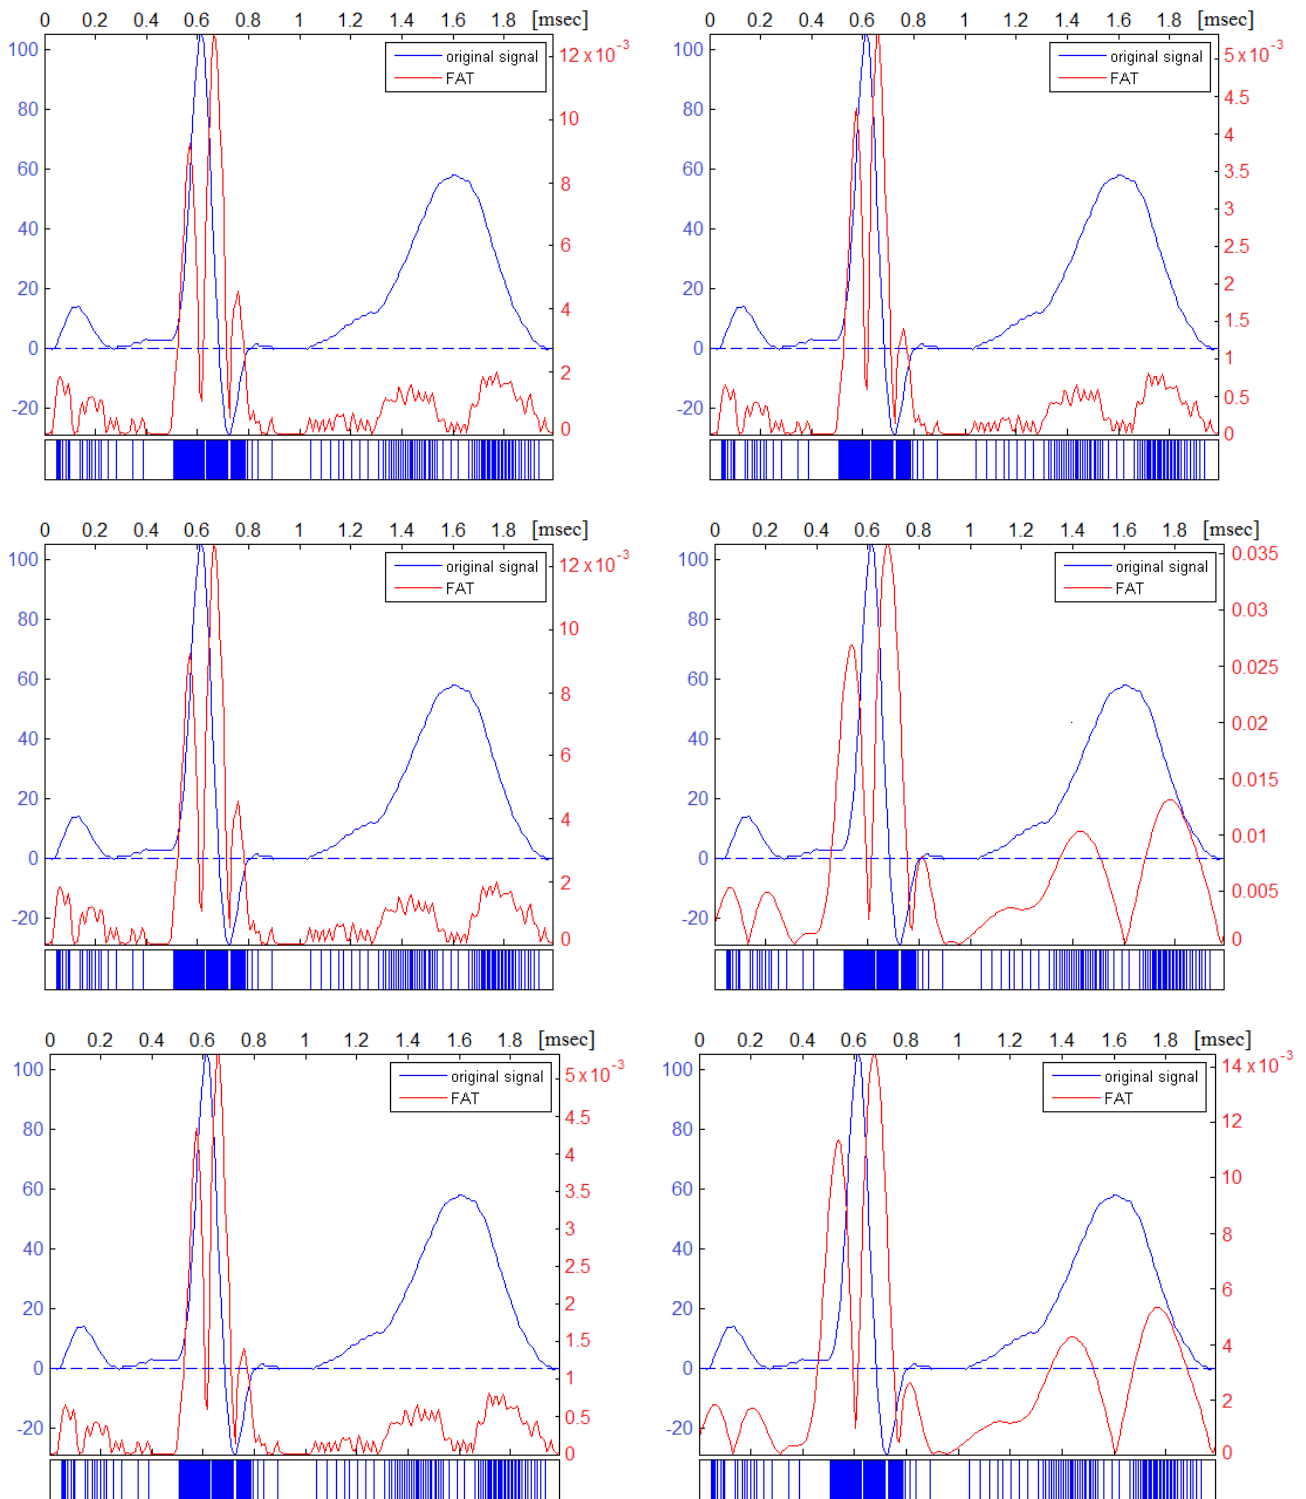 0 0.2 0.4 0.6 0.8 1 1.2 1.4 1.6 1.8 [msec]
100 80 60 40 20 0 -20
original signal
FAT
12 x 10-3
10 8 6 4 2 0
0 0.2 0.4 0.6 0.8 1 1.2 1.4 1.6 1.8 [msec]
100 80 60 40 20 0 -20
original signal
FAT
5 x 10-3
4.5 4 3.5 3 2.5 2 1.5 1 0.5 0
0 0.2 0.4 0.6 0.8 1 1.2 1.4 1.6 1.8 [msec]
100 80 60 40 20 0 -20
original signal
FAT
12 x 10-3
10 8 6 4 2 0
0 0.2 0.4 0.6 0.8 1 1.2 1.4 1.6 1.8 [msec]
100 80 60 40 20 0 -20
original signal
FAT
0.035 0.03 0.025 0.02 0.015 0.01 0.005 0
0 0.2 0.4 0.6 0.8 1 1.2 1.4 1.6 1.8 [msec]
100 80 60 40 20 0 -20
original signal
FAT
5 x 10-3
4.5 4 3.5 3 2.5 2 1.5 1 0.5 0
0 0.2 0.4 0.6 0.8 1 1.2 1.4 1.6 1.8 [msec]
100 80 60 40 20 0 -20
original signal
FAT
14 x 10-3
12 10 8 6 4 2 0